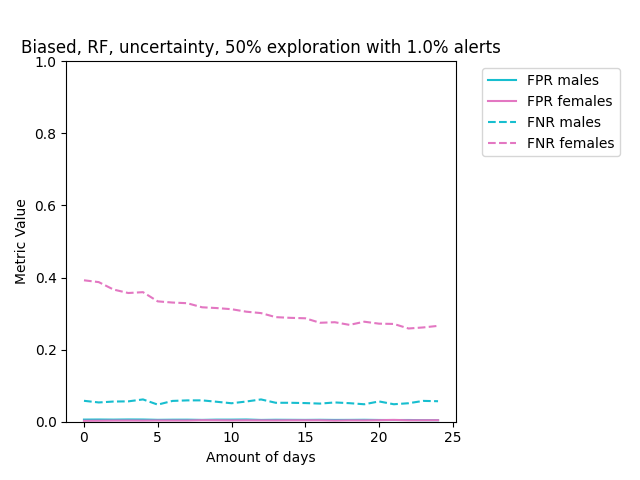 Biased, RF, uncertainty, 50% exploration with 1.0% alerts
FPR males
FPR females
FNR males
FNR females
Metric Value
1.0
0.8
0.6
0.4
0.2
0.0
0 5 10 15 20 25
Amount of days